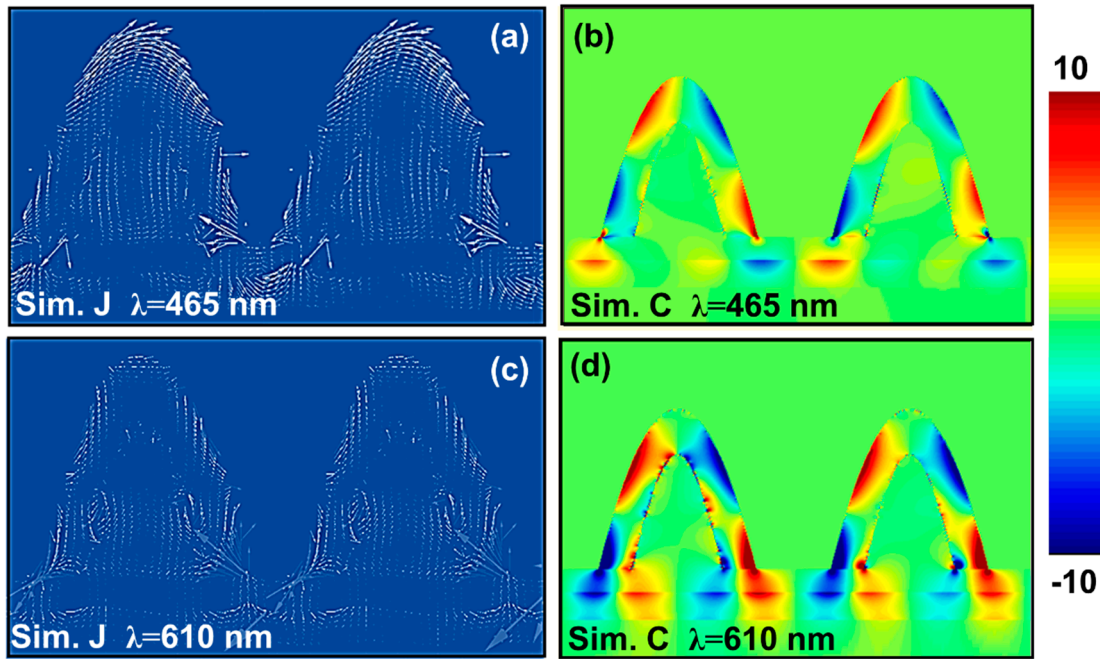 (a)
Sim. J λ=465 nm
(b)
Sim. C λ=465 nm
10
(c)
Sim. J λ=610 nm
(d)
Sim. C λ=610 nm
-10